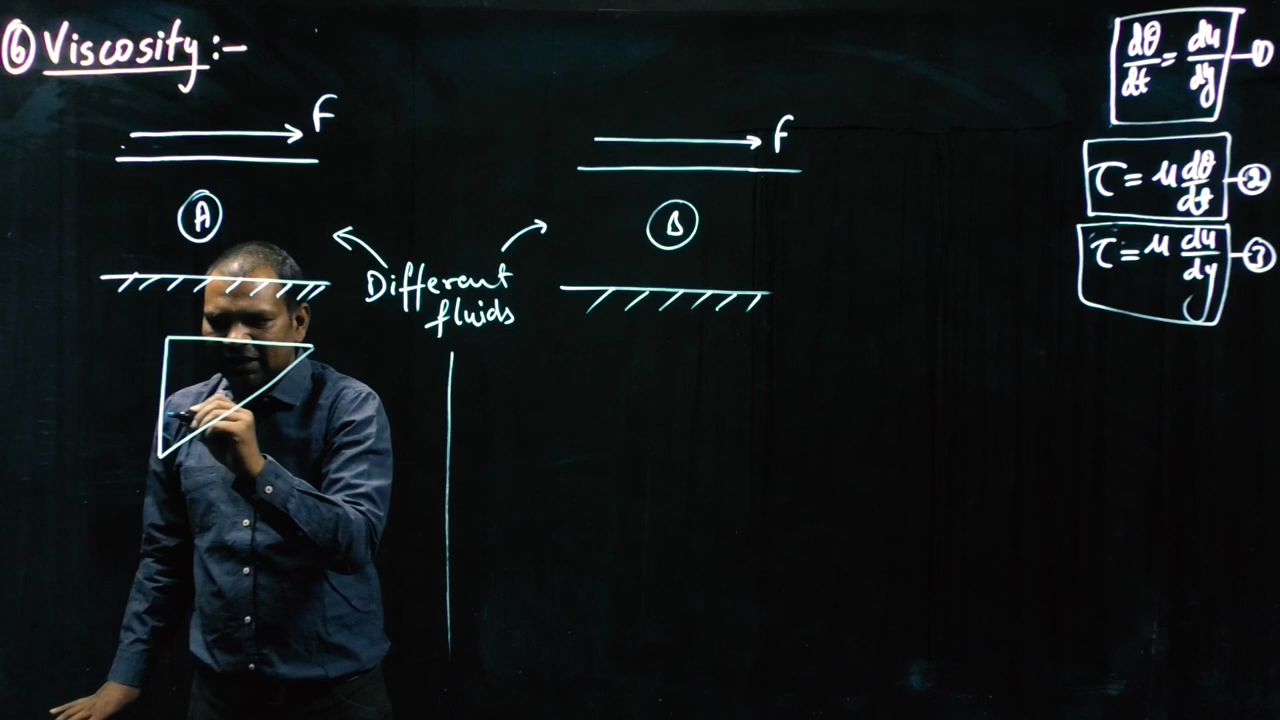 ⑥ Viscosity :-
F
Ⓐ
Different
fluids
F
Ⓑ
dθ/dt = du/dy —①
τ = μ dθ/dt —②
τ = μ du/dy —③